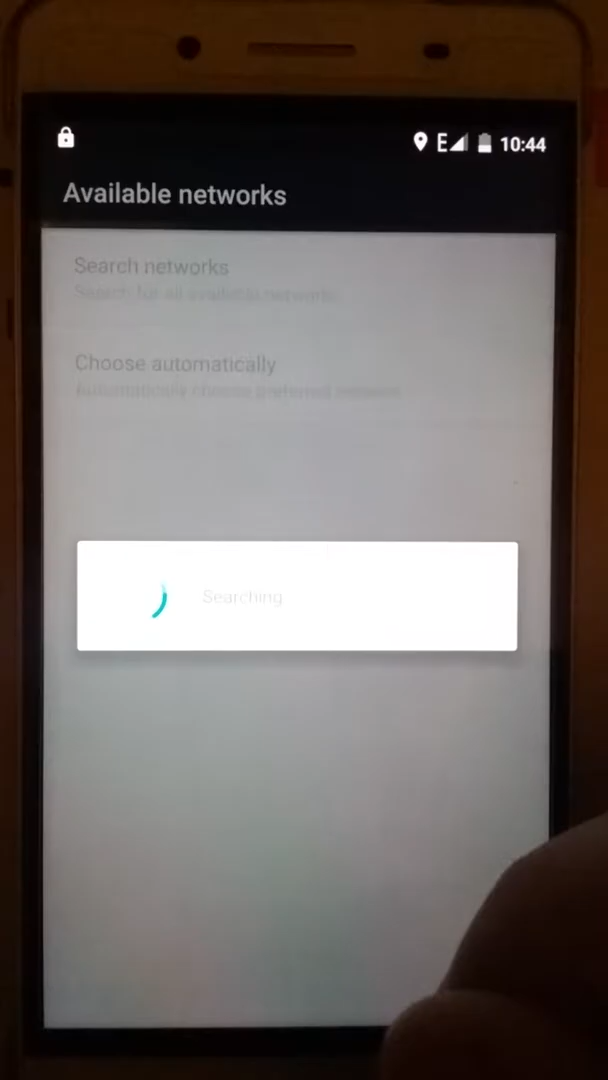 E 10:44
Available networks
Search networks
Search for all available networks
Choose automatically
Automatically choose preferred network
Searching